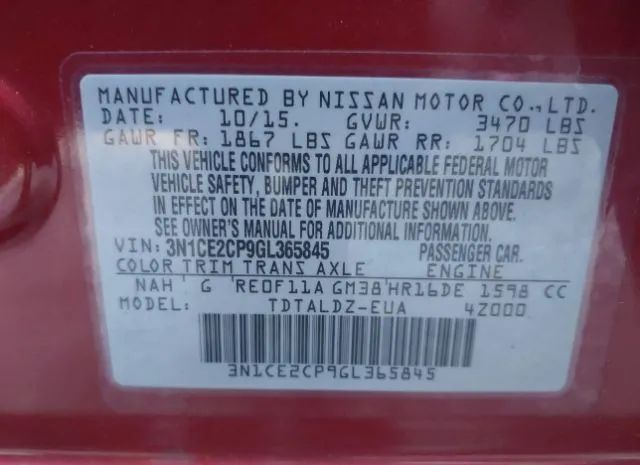 MANUFACTURED BY NISSAN MOTOR CO.,LTD.
DATE: 10/15. GVWR: 3470 LBS
GAWR FR: 1867 LBS GAWR RR: 1704 LBS
THIS VEHICLE CONFORMS TO ALL APPLICABLE FEDERAL MOTOR
VEHICLE SAFETY, BUMPER AND THEFT PREVENTION STANDARDS
IN EFFECT ON THE DATE OF MANUFACTURE SHOWN ABOVE.
SEE OWNER'S MANUAL FOR ADDITIONAL INFORMATION.
VIN: 3N1CE2CP9GL365845 PASSENGER CAR.
COLOR TRIM TRANS AXLE ENGINE
NAH G RE0F11A GM38 HR16DE 1598 CC
MODEL: TDTALDZ-EUA 4Z000
3N1CE2CP9GL365845